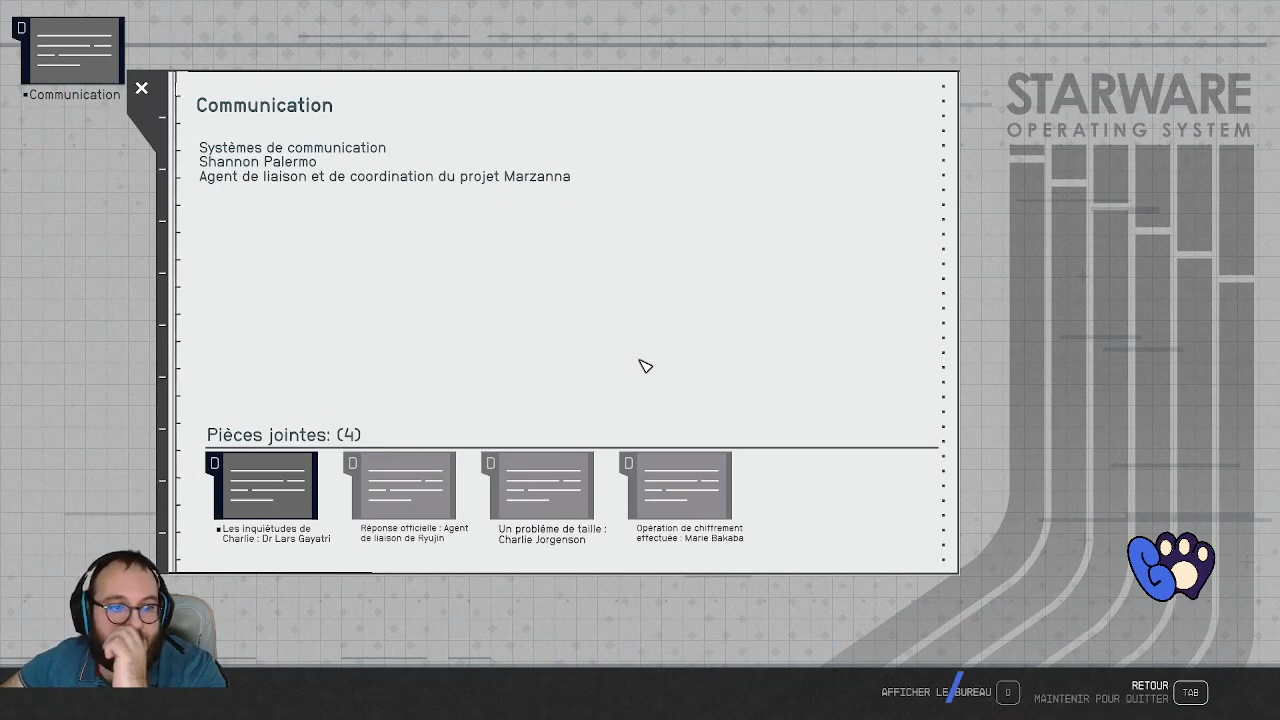 D
▪Communication
STARWARE
OPERATING SYSTEM
Communication
Systèmes de communication
Shannon Palermo
Agent de liaison et de coordination du projet Marzanna
Pièces jointes: (4)
D
D
D
D
▪Les inquiétudes de
Charlie : Dr Lars Gayatri
Réponse officielle : Agent
de liaison de Ryujin
Un probléme de taille :
Charlie Jorgenson
Opération de chiffrement
effectuée : Marie Bakaba
AFFICHER LE BUREAU
RETOUR
TAB
MAINTENIR POUR QUITTER